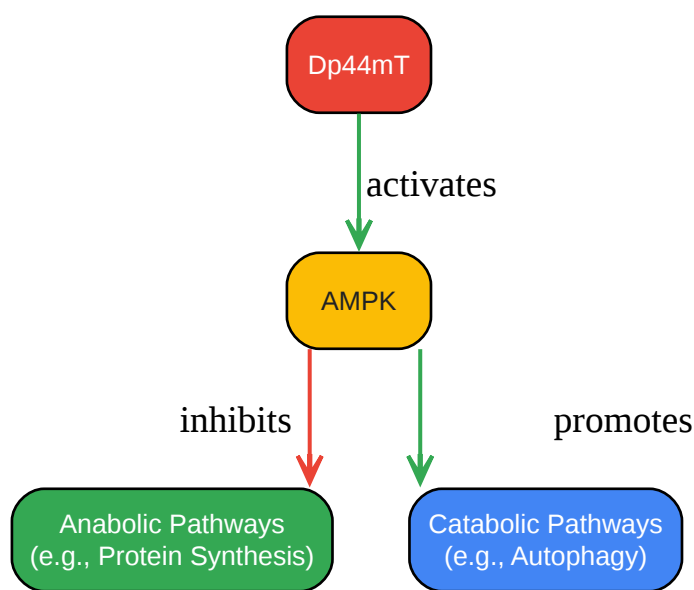 Dp44mT
activates
AMPK
inhibits
promotes
Anabolic Pathways
(e.g., Protein Synthesis)
Catabolic Pathways
(e.g., Autophagy)